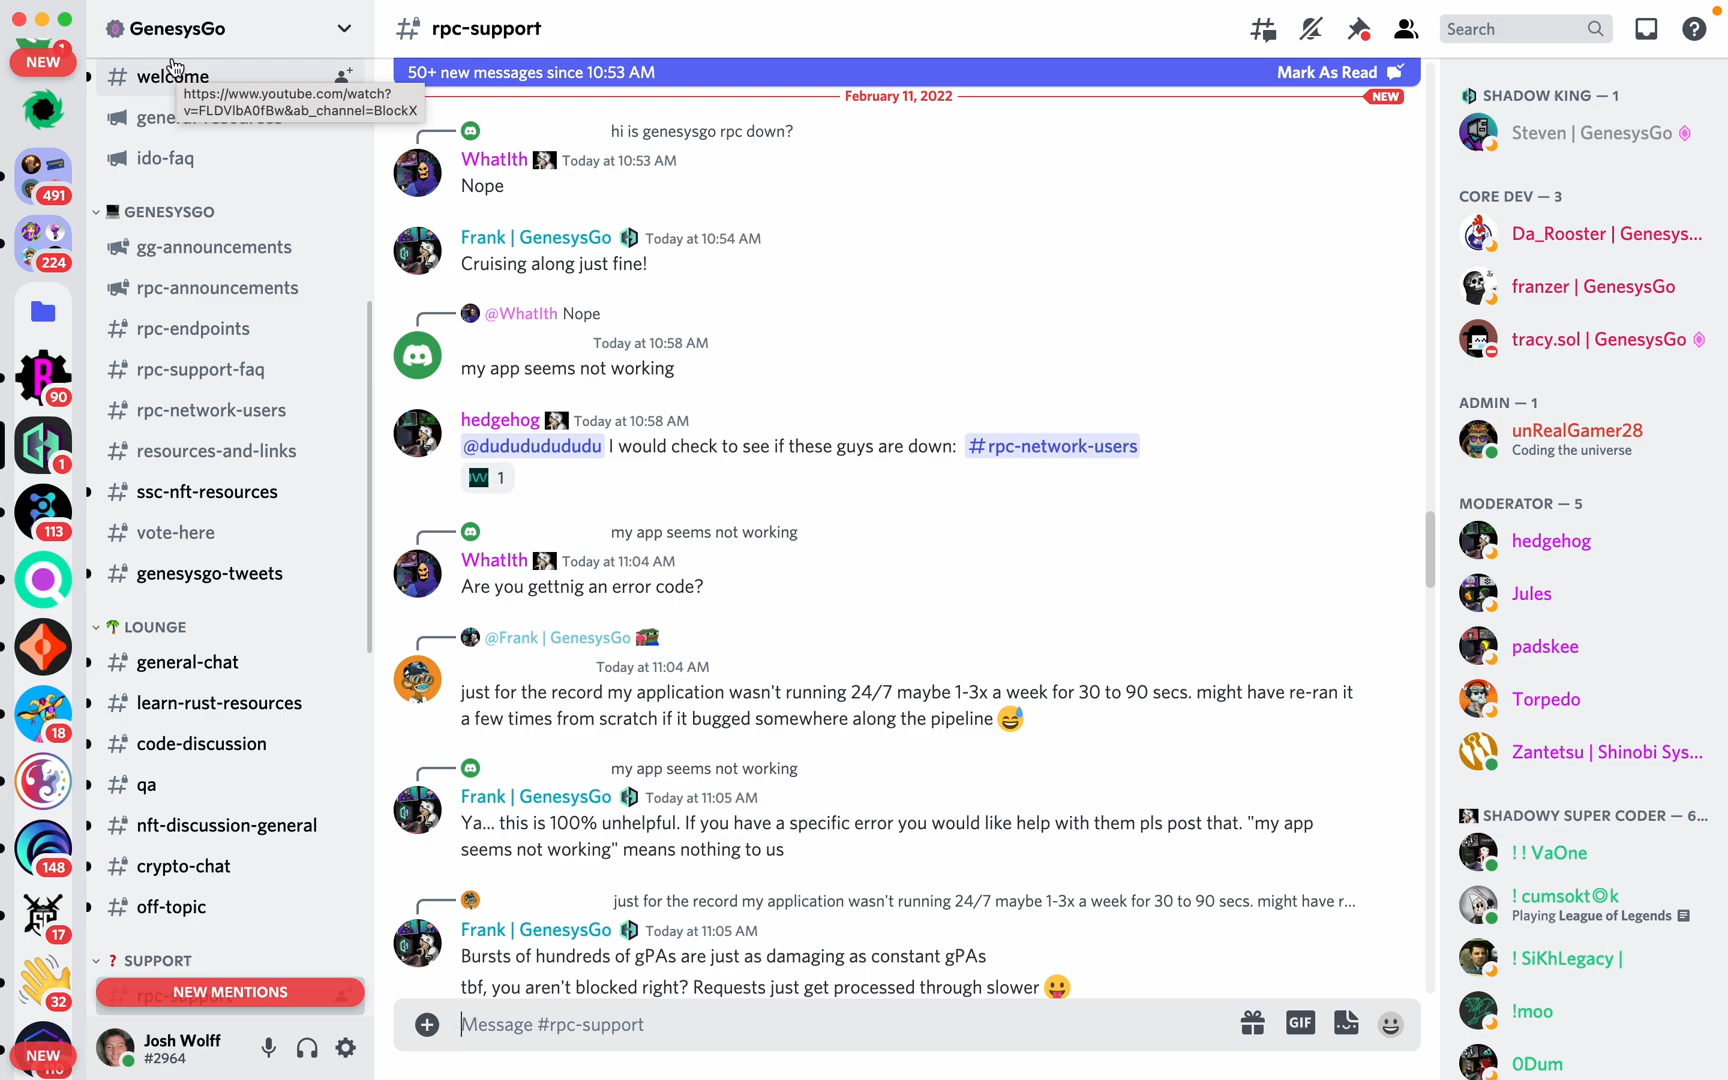 NEW
491
224
90
1
113
18
148
17
32
NEW
GenesysGo
welcome
https://www.youtube.com/watch?
v=FLDVlbA0fBw&ab_channel=BlockX
ido-faq
GENESYSGO
gg-announcements
rpc-announcements
rpc-endpoints
rpc-support-faq
rpc-network-users
resources-and-links
ssc-nft-resources
vote-here
genesysgo-tweets
LOUNGE
general-chat
learn-rust-resources
code-discussion
qa
nft-discussion-general
crypto-chat
off-topic
? SUPPORT
NEW MENTIONS
Josh Wolff
#2964
rpc-support
Search
50+ new messages since 10:53 AM
Mark As Read
February 11, 2022
NEW
hi is genesysgo rpc down?
WhatIth Today at 10:53 AM
Nope
Frank | GenesysGo Today at 10:54 AM
Cruising along just fine!
@WhatIth Nope
Today at 10:58 AM
my app seems not working
hedgehog Today at 10:58 AM
@dudududududu I would check to see if these guys are down: #rpc-network-users
1
my app seems not working
WhatIth Today at 11:04 AM
Are you gettnig an error code?
@Frank | GenesysGo
Today at 11:04 AM
just for the record my application wasn't running 24/7 maybe 1-3x a week for 30 to 90 secs. might have re-ran it
a few times from scratch if it bugged somewhere along the pipeline
my app seems not working
Frank | GenesysGo Today at 11:05 AM
Ya... this is 100% unhelpful. If you have a specific error you would like help with them pls post that. "my app
seems not working" means nothing to us
just for the record my application wasn't running 24/7 maybe 1-3x a week for 30 to 90 secs. might have r...
Frank | GenesysGo Today at 11:05 AM
Bursts of hundreds of gPAs are just as damaging as constant gPAs
tbf, you aren't blocked right? Requests just get processed through slower
Message #rpc-support
GIF
SHADOW KING — 1
Steven | GenesysGo
CORE DEV — 3
Da_Rooster | Genesys...
franzer | GenesysGo
tracy.sol | GenesysGo
ADMIN — 1
unRealGamer28
Coding the universe
MODERATOR — 5
hedgehog
Jules
padskee
Torpedo
Zantetsu | Shinobi Sys...
SHADOWY SUPER CODER — 6...
! ! VaOne
! cumsokt◎k
Playing League of Legends
! SiKhLegacy |
!moo
0Dum